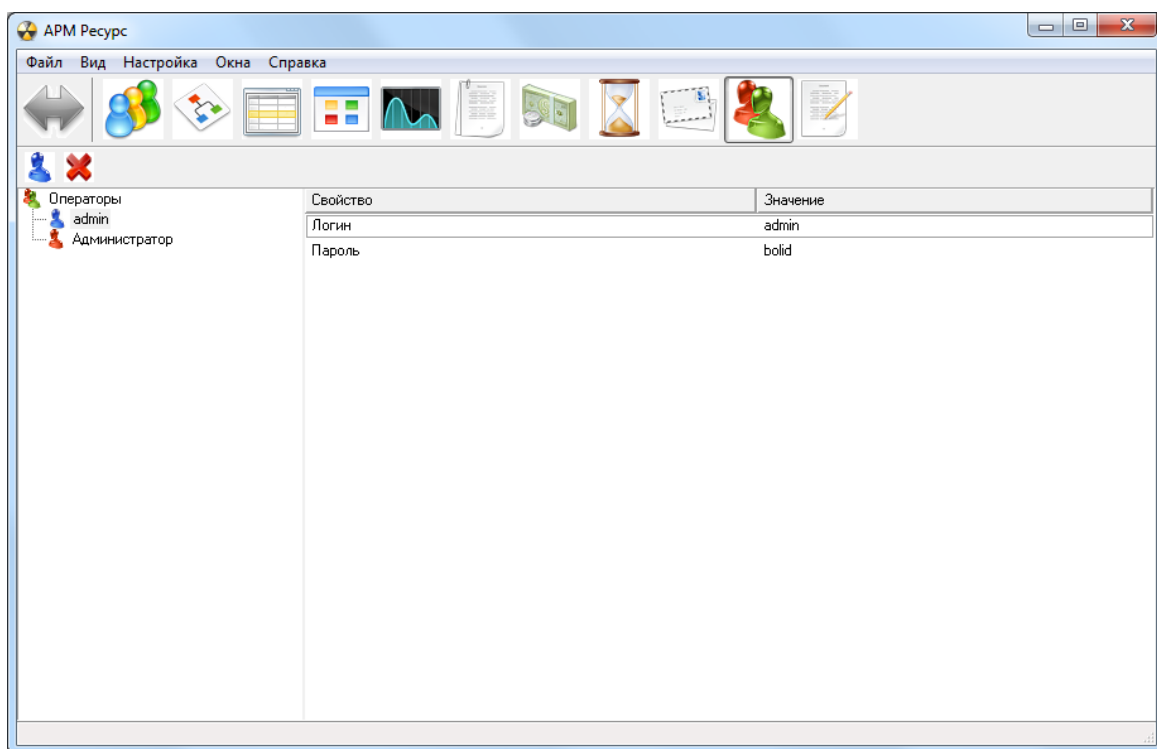 АРМ Ресурс
Файл Вид Настройка Окна Справка
Операторы
admin
Администратор
Свойство Значение
Логин admin
Пароль bolid